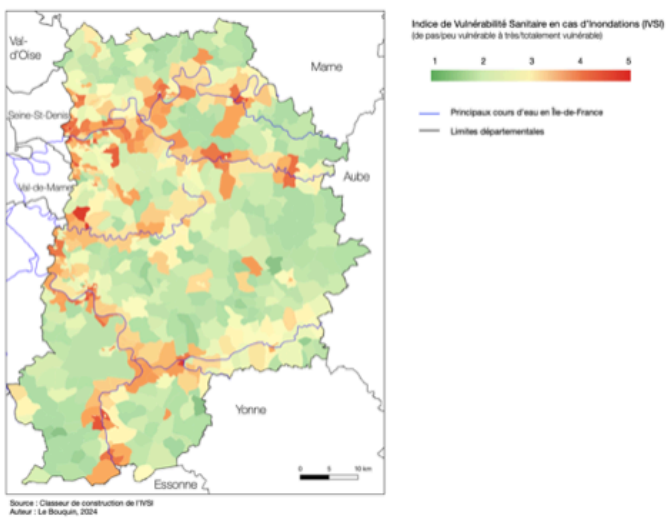 Indice de Vulnérabilité Sanitaire en cas d'Inondations (IVSI)
(de pas/peu vulnérable à très/totalement vulnérable)
1 2 3 4 5
Principaux cours d'eau en Île-de-France
Limites départementales
Val-
d'Oise
Marne
Seine-St-Denis
Val-de-Marne
Aube
Yonne
Essonne
0 5 10 km
Source : Classeur de construction de l'IVSI
Auteur : Le Bouquin, 2024